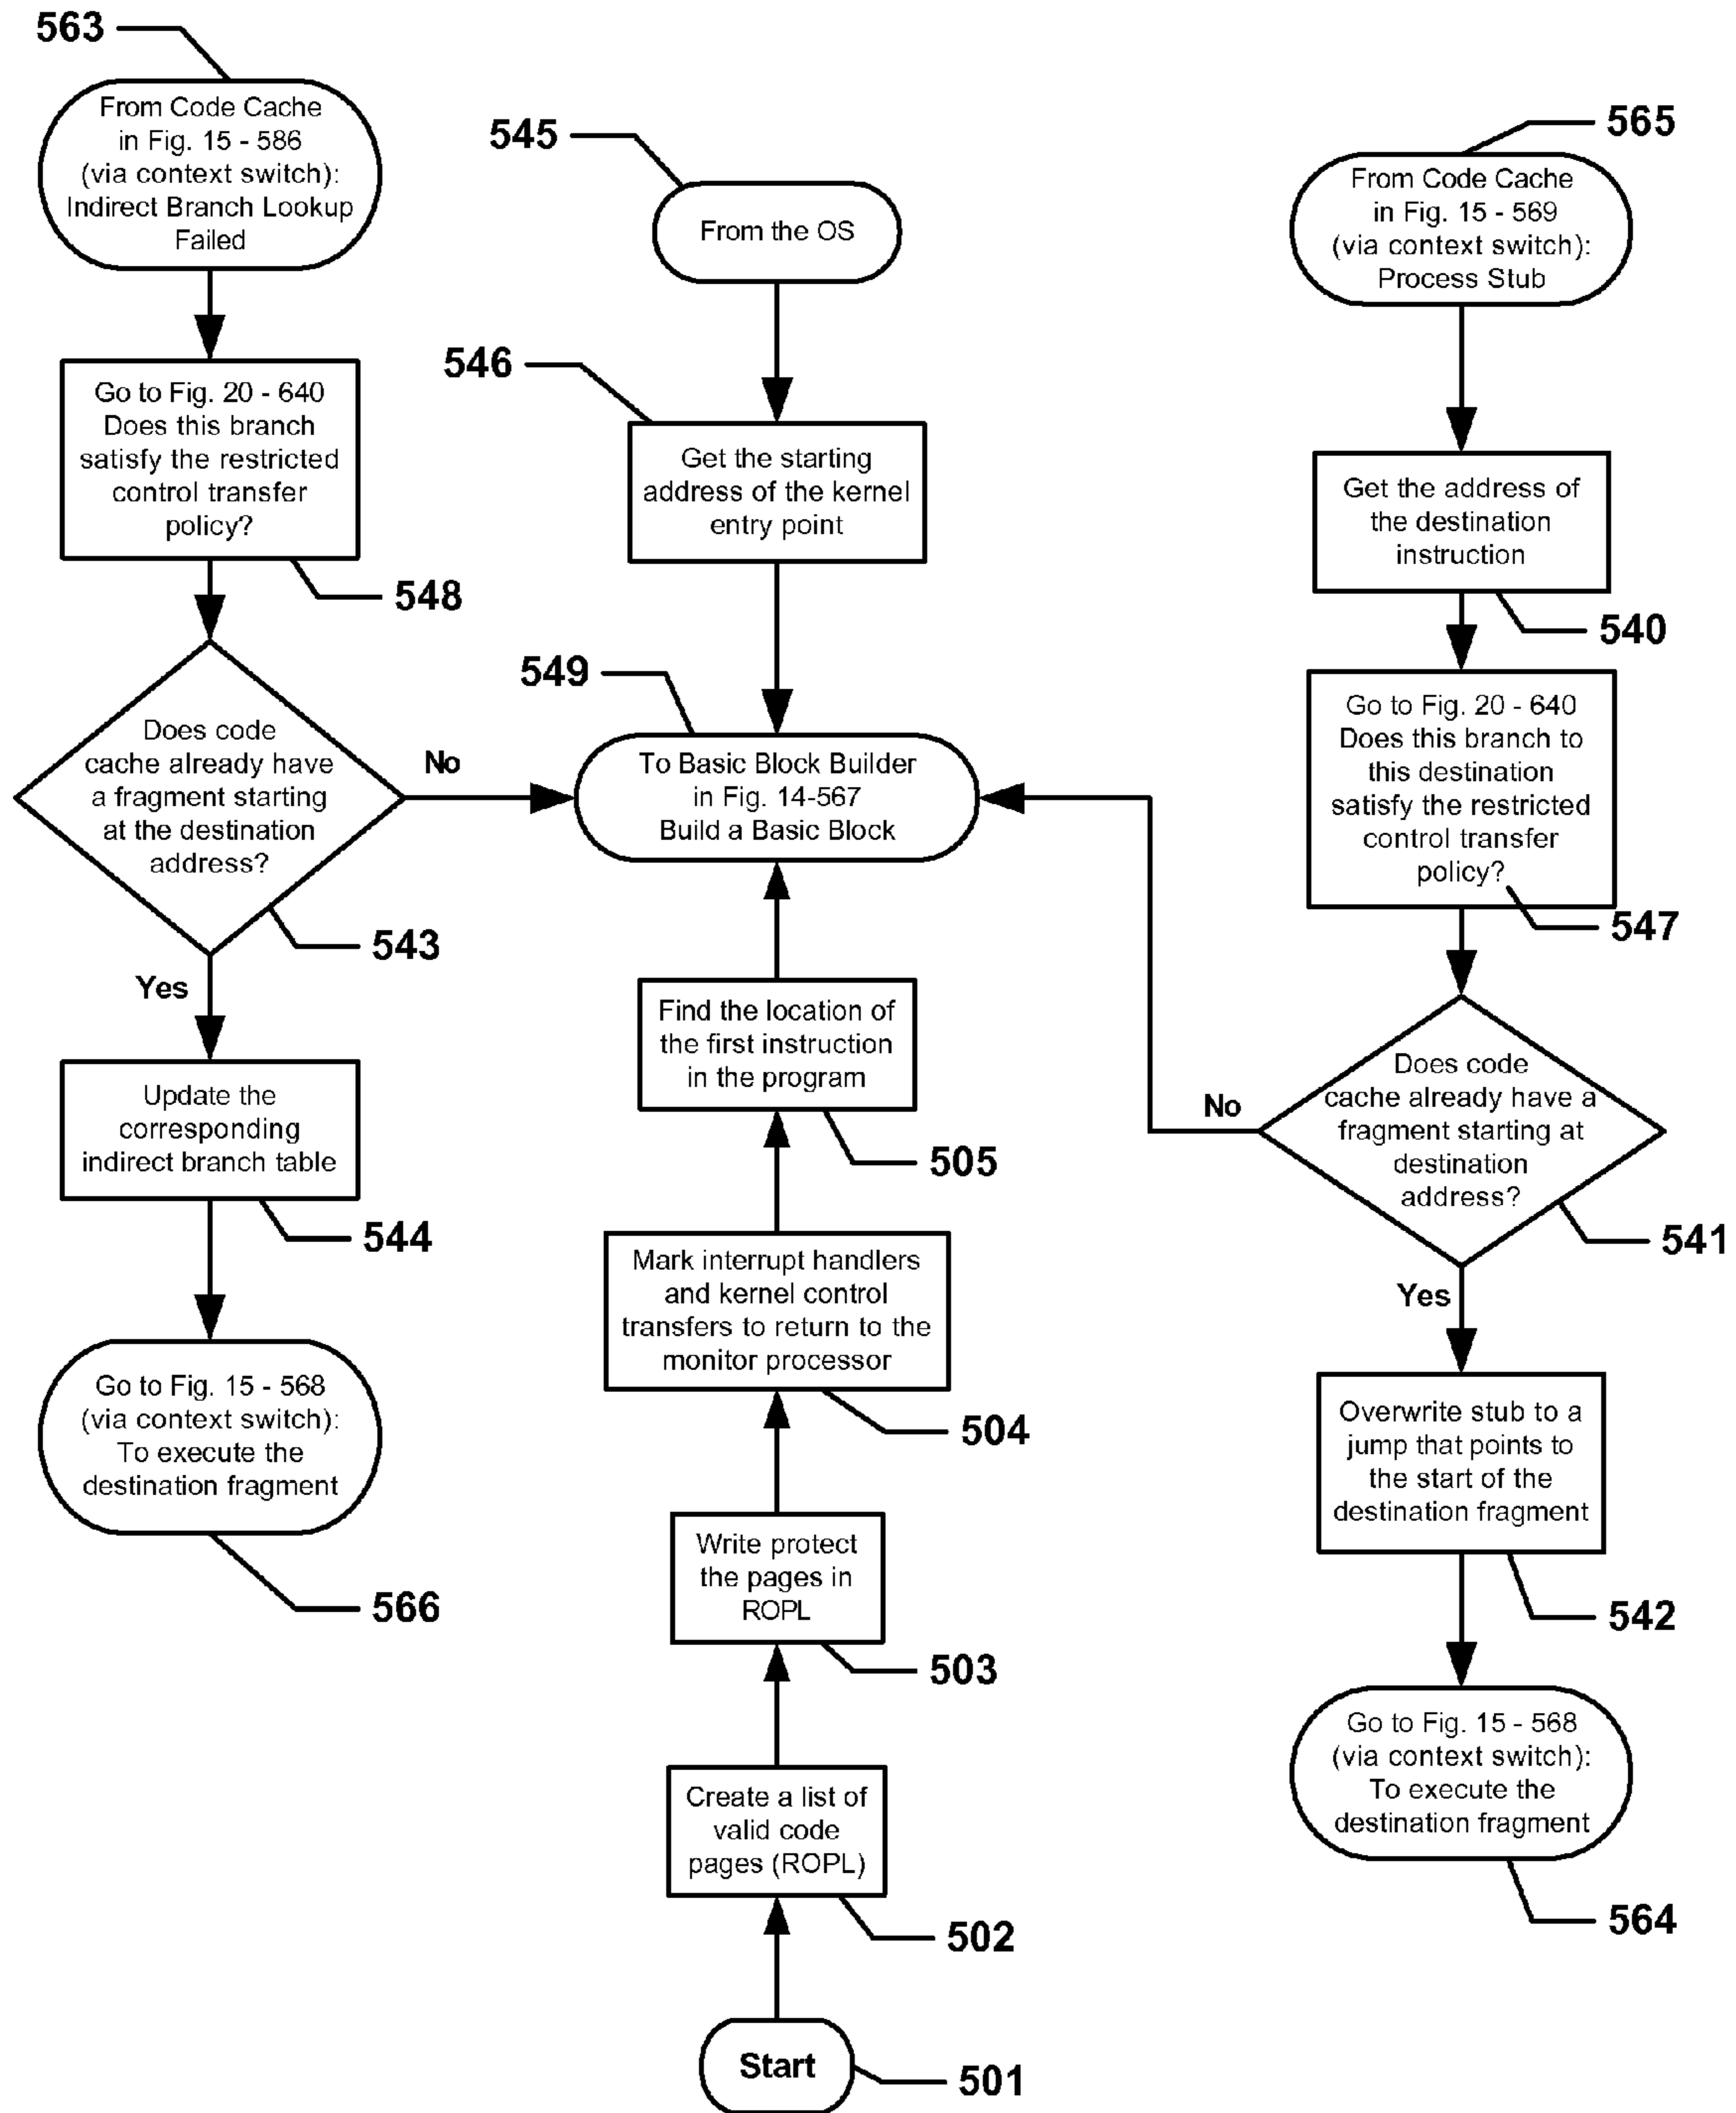 563
From Code Cache
in Fig. 15 - 586
(via context switch):
Indirect Branch Lookup
Failed
Go to Fig. 20 - 640
Does this branch
satisfy the restricted
control transfer
policy?
548
Does code
cache already have
a fragment starting
at the destination
address?
No
543
Yes
Update the
corresponding
indirect branch table
544
Go to Fig. 15 - 568
(via context switch):
To execute the
destination fragment
566
545
From the OS
546
Get the starting
address of the kernel
entry point
549
To Basic Block Builder
in Fig. 14-567
Build a Basic Block
Find the location of
the first instruction
in the program
505
Mark interrupt handlers
and kernel control
transfers to return to the
monitor processor
504
Write protect
the pages in
ROPL
503
Create a list of
valid code
pages (ROPL)
502
Start
501
565
From Code Cache
in Fig. 15 - 569
(via context switch):
Process Stub
Get the address of
the destination
instruction
540
Go to Fig. 20 - 640
Does this branch to
this destination
satisfy the restricted
control transfer
policy?
547
Does code
cache already have a
fragment starting at
destination
address?
No
541
Yes
Overwrite stub to a
jump that points to
the start of the
destination fragment
542
Go to Fig. 15 - 568
(via context switch):
To execute the
destination fragment
564